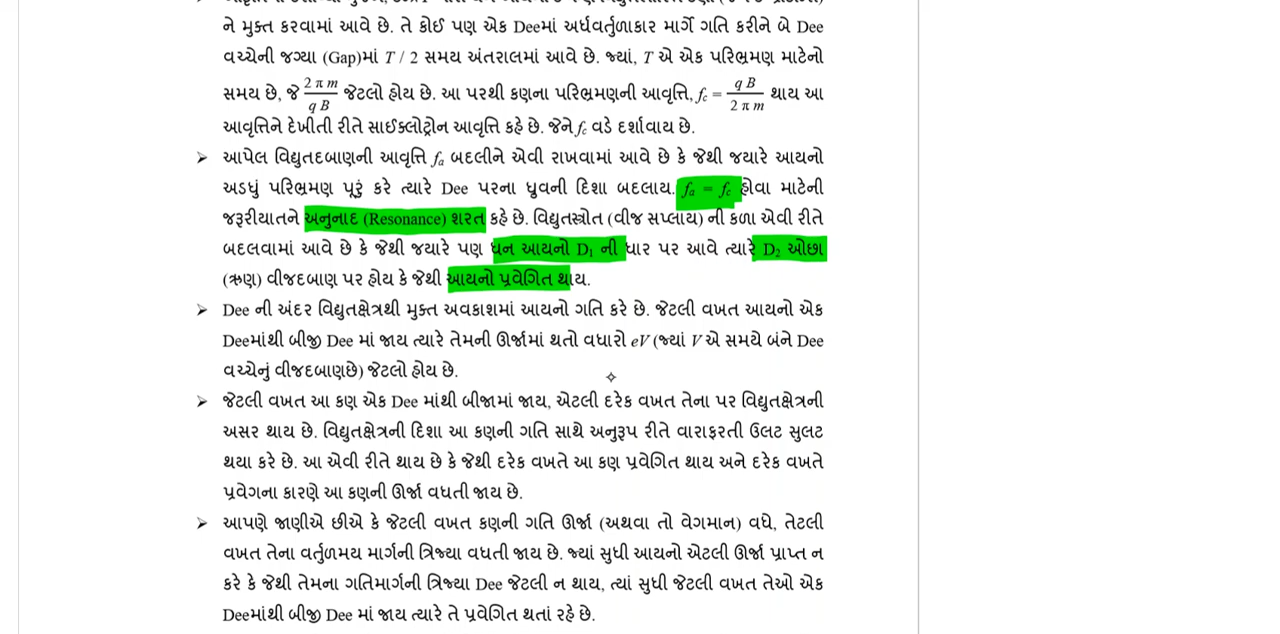 ને મુક્ત કરવામાં આવે છે. તે કોઈ પણ એક Deeમાં અર્ધવર્તુળાકાર માર્ગે ગતિ કરીને બે Dee
વચ્ચેની જગ્યા (Gap)માં T / 2 સમય અંતરાલમાં આવે છે. જ્યાં, T એ એક પરિભ્રમણ માટેનો
સમય છે, જે 2 π m / q B જેટલો હોય છે. આ પરથી કણના પરિભ્રમણની આવૃત્તિ, fc = q B / 2 π m થાય આ
આવૃત્તિને દેખીતી રીતે સાઈક્લોટ્રોન આવૃત્તિ કહે છે. જેને fc વડે દર્શાવાય છે.
➢ આપેલ વિદ્યુતદબાણની આવૃત્તિ fa બદલીને એવી રાખવામાં આવે છે કે જેથી જયારે આયનો
અડધું પરિભ્રમણ પૂરૂં કરે ત્યારે Dee પરના ધ્રુવની દિશા બદલાય. fa = fc હોવા માટેની
જરૂરીયાતને અનુનાદ (Resonance) શરત કહે છે. વિદ્યુતસ્રોત (વીજ સપ્લાય) ની કળા એવી રીતે
બદલવામાં આવે છે કે જેથી જયારે પણ ધન આયનો D1 ની ધાર પર આવે ત્યારે D2 ઓછા
(ઋણ) વીજદબાણ પર હોય કે જેથી આયનો પ્રવેગિત થાય.
➢ Dee ની અંદર વિદ્યુતક્ષેત્રથી મુક્ત અવકાશમાં આયનો ગતિ કરે છે. જેટલી વખત આયનો એક
Deeમાંથી બીજી Dee માં જાય ત્યારે તેમની ઊર્જામાં થતો વધારો eV (જ્યાં V એ સમયે બંને Dee
વચ્ચેનું વીજદબાણછે) જેટલો હોય છે.
➢ જેટલી વખત આ કણ એક Dee માંથી બીજામાં જાય, એટલી દરેક વખત તેના પર વિદ્યુતક્ષેત્રની
અસર થાય છે. વિદ્યુતક્ષેત્રની દિશા આ કણની ગતિ સાથે અનુરૂપ રીતે વારાફરતી ઉલટ સુલટ
થયા કરે છે. આ એવી રીતે થાય છે કે જેથી દરેક વખતે આ કણ પ્રવેગિત થાય અને દરેક વખતે
પ્રવેગના કારણે આ કણની ઊર્જા વધતી જાય છે.
➢ આપણે જાણીએ છીએ કે જેટલી વખત કણની ગતિ ઊર્જા (અથવા તો વેગમાન) વધે, તેટલી
વખત તેના વર્તુળમય માર્ગની ત્રિજ્યા વધતી જાય છે. જ્યાં સુધી આયનો એટલી ઊર્જા પ્રાપ્ત ન
કરે કે જેથી તેમના ગતિમાર્ગની ત્રિજ્યા Dee જેટલી ન થાય, ત્યાં સુધી જેટલી વખત તેઓ એક
Deeમાંથી બીજી Dee માં જાય ત્યારે તે પ્રવેગિત થતાં રહે છે.